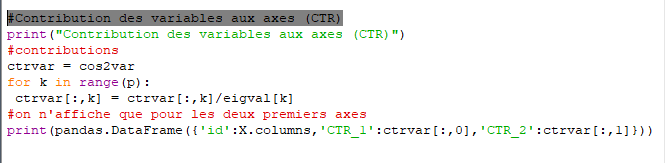 #Contribution des variables aux axes (CTR)
print("Contribution des variables aux axes (CTR)")
#contributions
ctrvar = cos2var
for k in range(p):
 ctrvar[:,k] = ctrvar[:,k]/eigval[k]
#on n'affiche que pour les deux premiers axes
print(pandas.DataFrame({'id':X.columns,'CTR_1':ctrvar[:,0],'CTR_2':ctrvar[:,1]}))